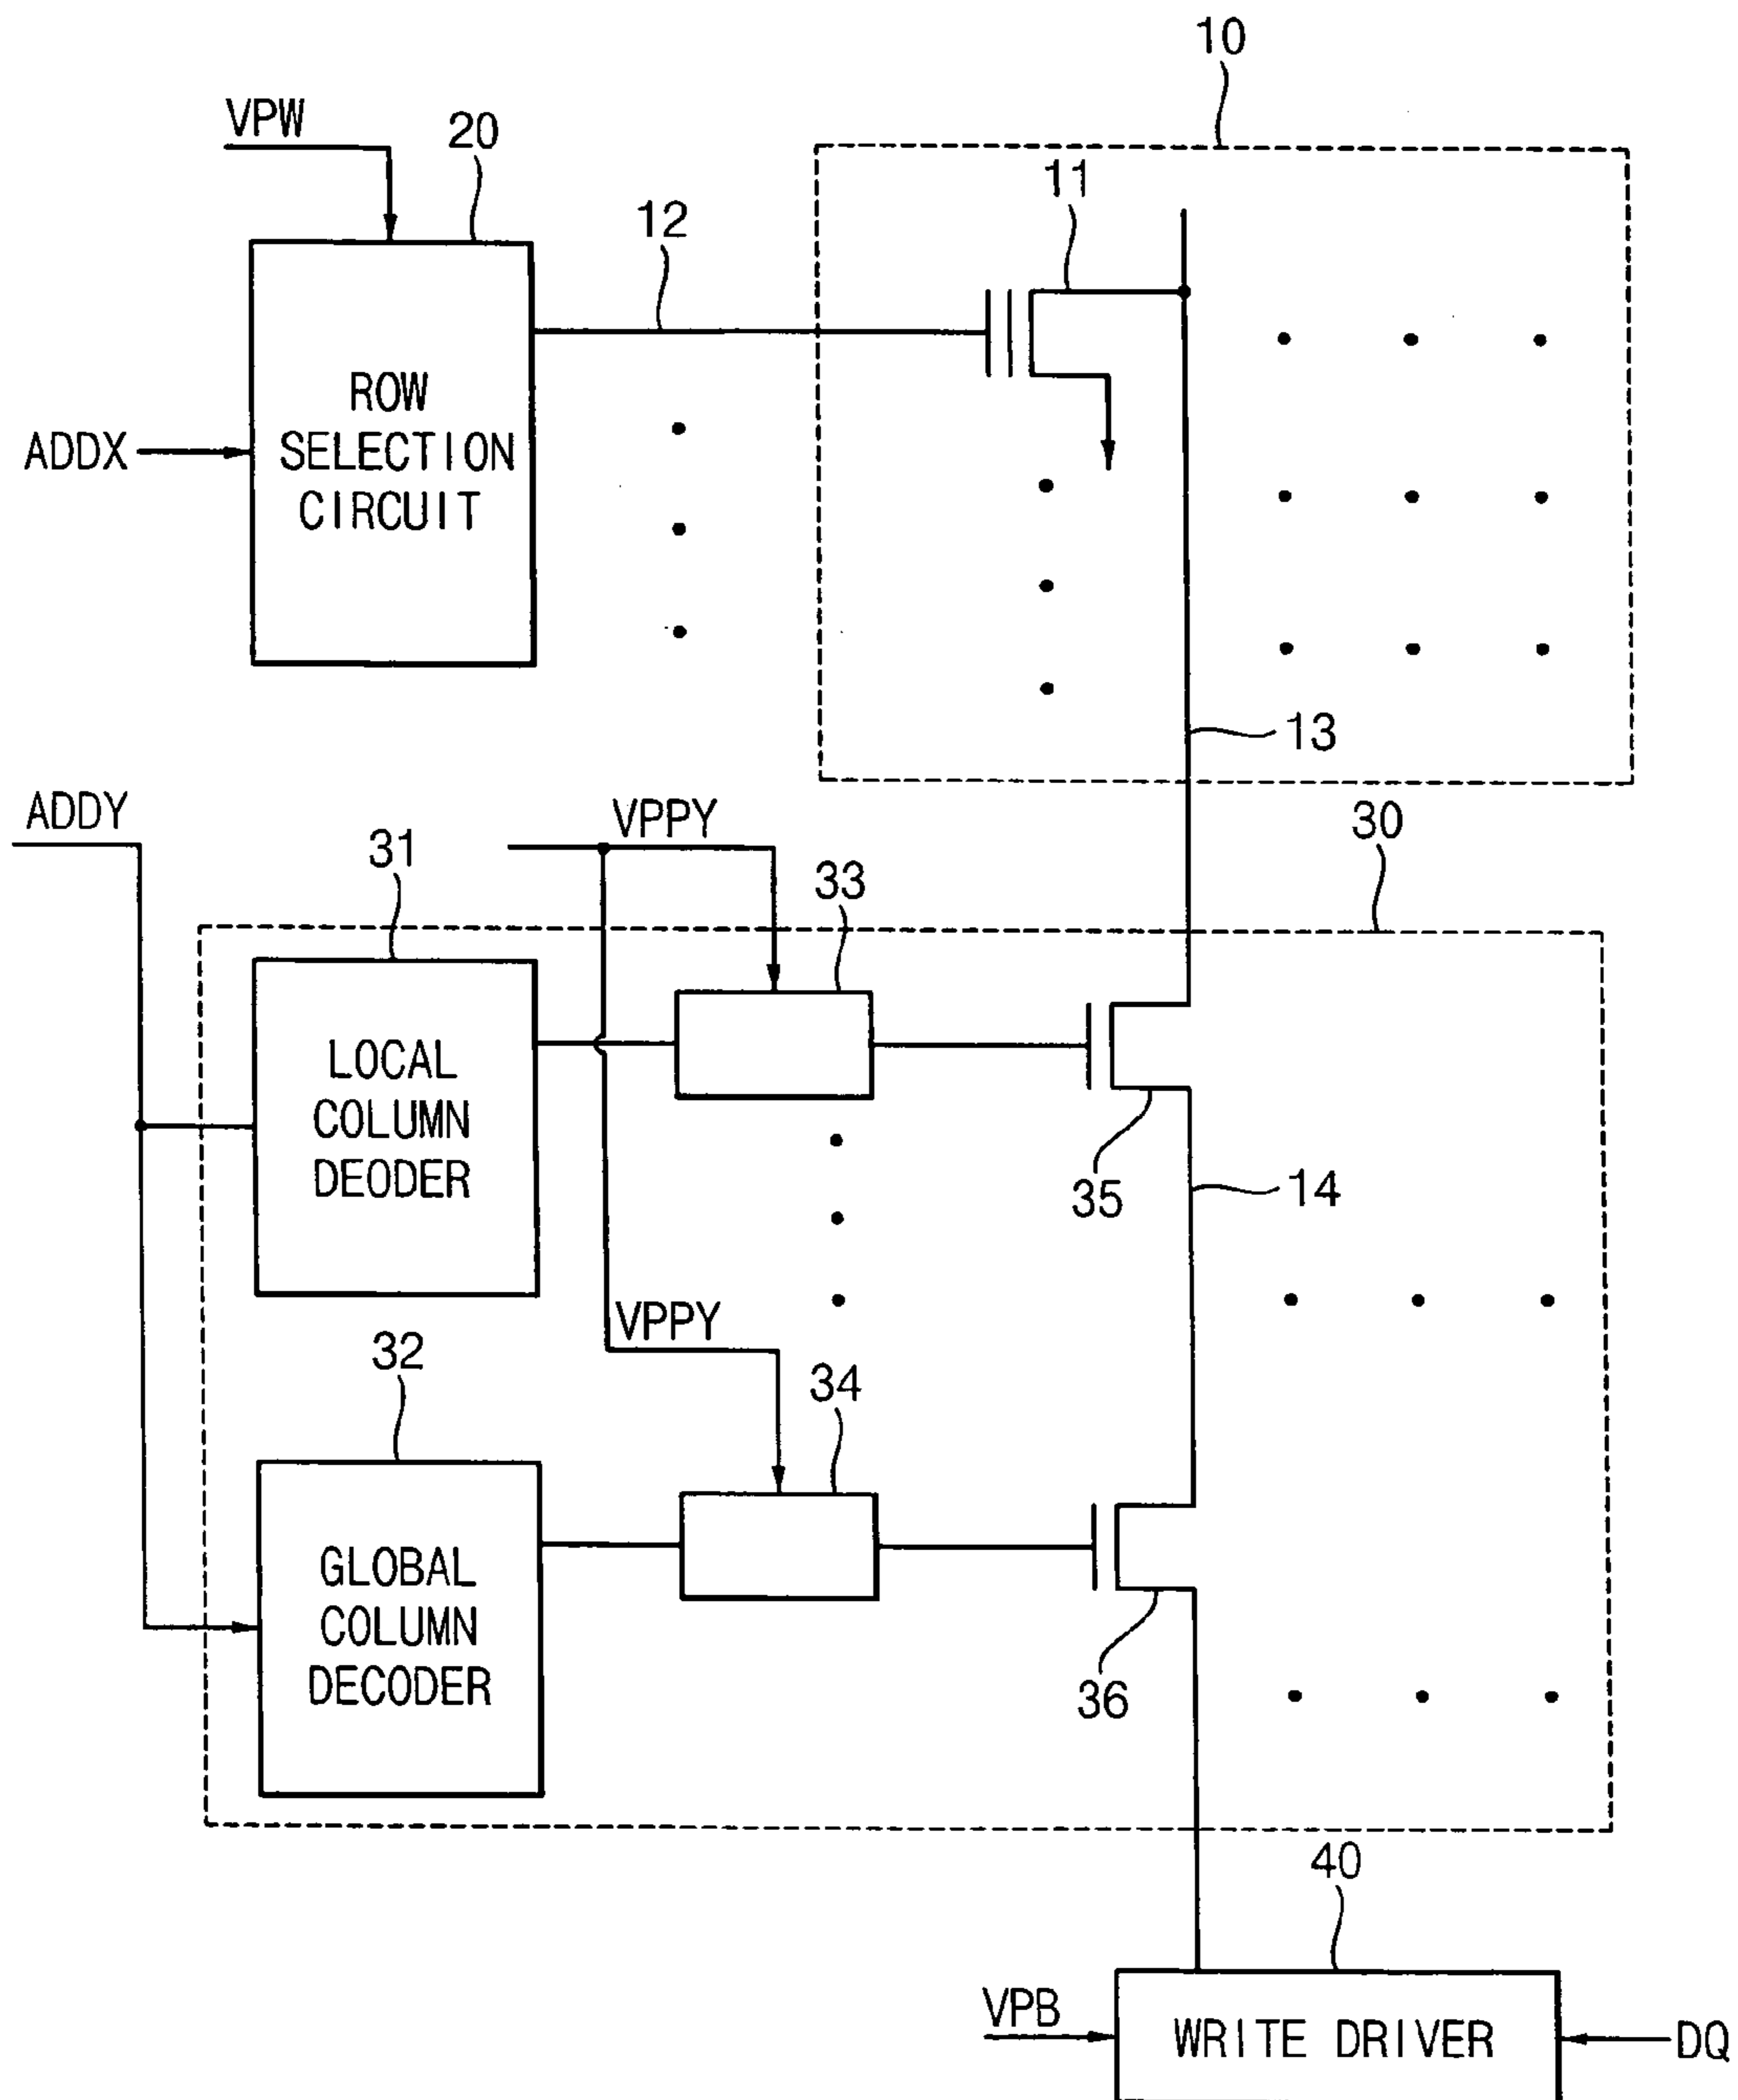 10
VPW
20
11
12
ROW
SELECTION
CIRCUIT
ADDX
13
ADDY
VPPY
30
31
33
LOCAL
COLUMN
DEODER
35
14
VPPY
32
34
GLOBAL
COLUMN
DECODER
36
40
VPB
WRITE DRIVER
DQ